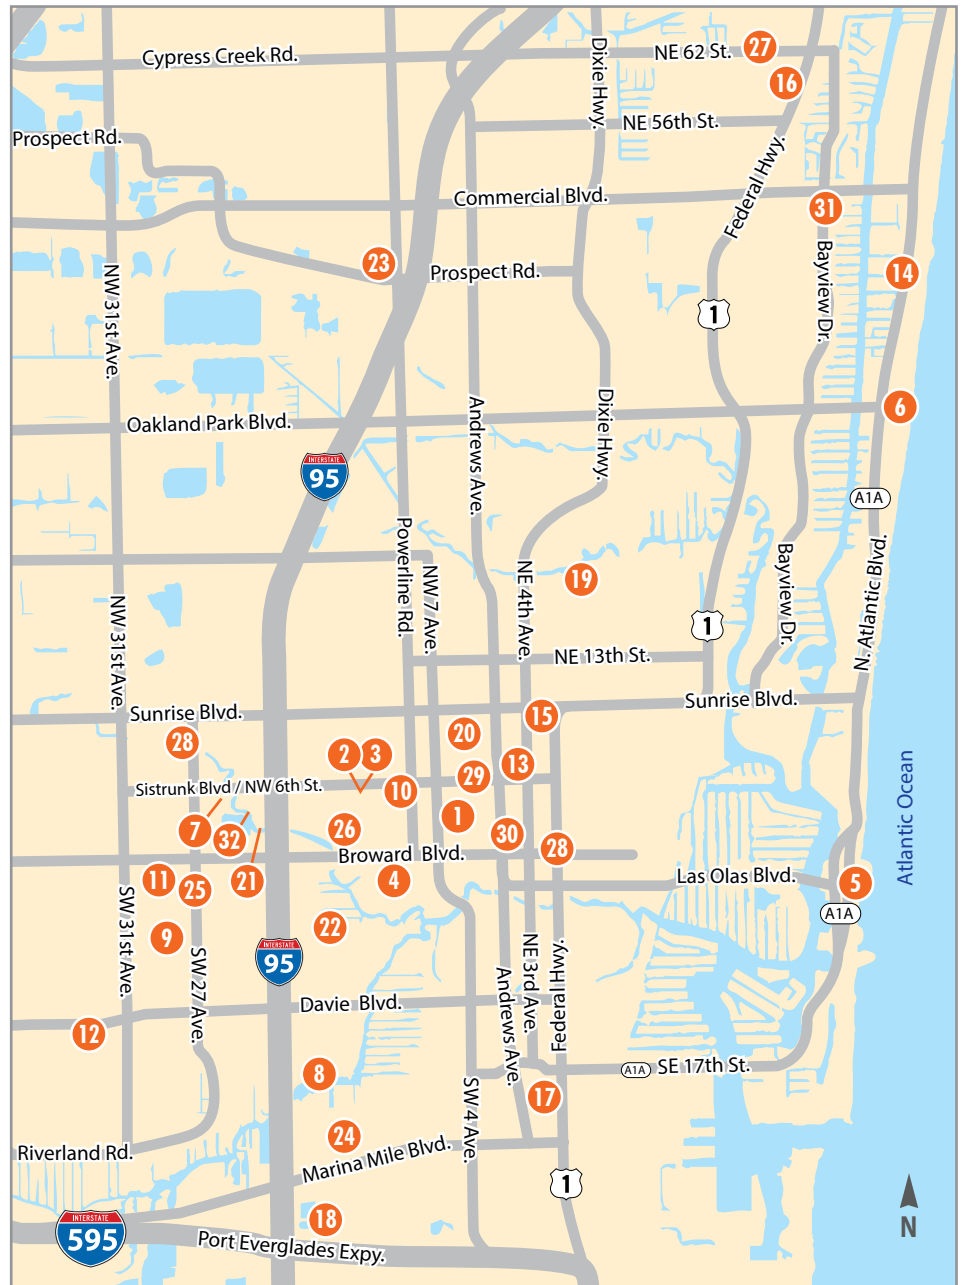 Cypress Creek Rd.
NE 62 St.
27
16
Dixie Hwy.
NE 56th St.
Prospect Rd.
Federal Hwy.
Commercial Blvd.
31
23
Prospect Rd.
14
NW 31st Ave.
Bayview Dr.
1
6
Oakland Park Blvd.
Andrews Ave.
Dixie Hwy.
INTERSTATE
95
A1A
Powerline Rd.
NW 7 Ave.
NE 4th Ave.
19
Bayview Dr.
N. Atlantic Blvd.
NW 31st Ave.
1
NE 13th St.
Sunrise Blvd.
Sunrise Blvd.
15
28
20
2
3
13
29
Sistrunk Blvd / NW 6th St.
10
Atlantic Ocean
1
7
32
26
30
28
Broward Blvd.
11
25
21
4
Las Olas Blvd.
5
A1A
SW 31st Ave.
9
22
INTERSTATE
95
SW 27 Ave.
NE 3rd Ave.
Federal Hwy.
Andrews Ave.
Davie Blvd.
12
8
A1A
SE 17th St.
17
SW 4 Ave.
24
Riverland Rd.
Marina Mile Blvd.
1
18
INTERSTATE
595
Port Everglades Expy.
N